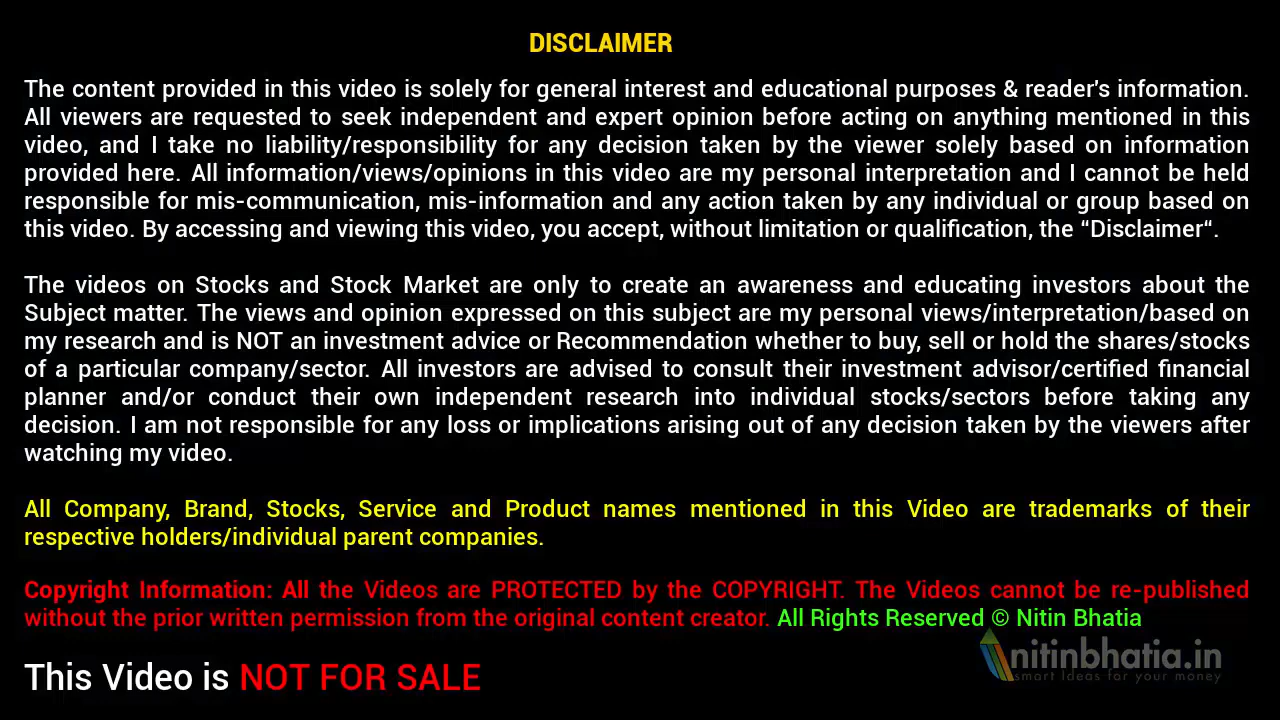 DISCLAIMER
The content provided in this video is solely for general interest and educational purposes & reader's information.
All viewers are requested to seek independent and expert opinion before acting on anything mentioned in this
video, and I take no liability/responsibility for any decision taken by the viewer solely based on information
provided here. All information/views/opinions in this video are my personal interpretation and I cannot be held
responsible for mis-communication, mis-information and any action taken by any individual or group based on
this video. By accessing and viewing this video, you accept, without limitation or qualification, the “Disclaimer“.
The videos on Stocks and Stock Market are only to create an awareness and educating investors about the
Subject matter. The views and opinion expressed on this subject are my personal views/interpretation/based on
my research and is NOT an investment advice or Recommendation whether to buy, sell or hold the shares/stocks
of a particular company/sector. All investors are advised to consult their investment advisor/certified financial
planner and/or conduct their own independent research into individual stocks/sectors before taking any
decision. I am not responsible for any loss or implications arising out of any decision taken by the viewers after
watching my video.
All Company, Brand, Stocks, Service and Product names mentioned in this Video are trademarks of their
respective holders/individual parent companies.
Copyright Information: All the Videos are PROTECTED by the COPYRIGHT. The Videos cannot be re-published
without the prior written permission from the original content creator. All Rights Reserved © Nitin Bhatia
nitinbhatia.in
smart Ideas for your money
This Video is NOT FOR SALE